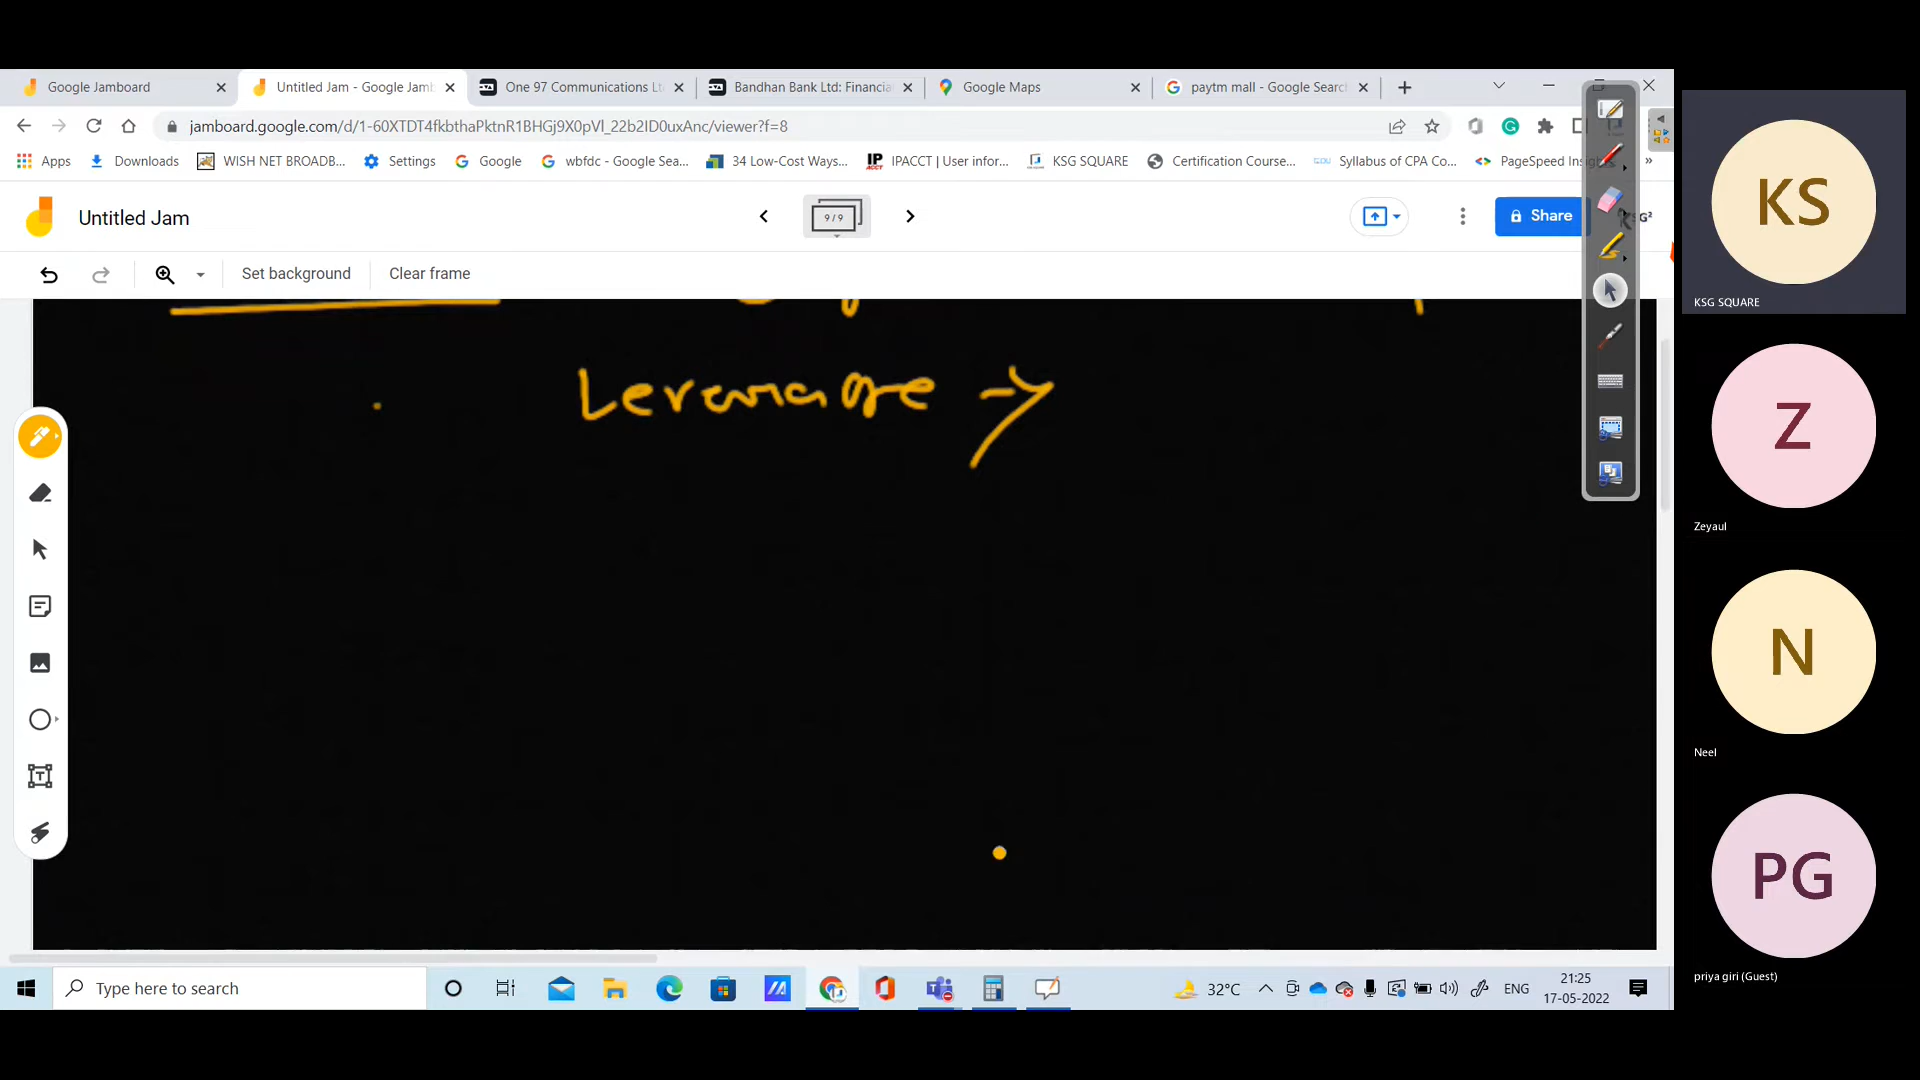 Google Jamboard
Untitled Jam - Google Jamb
One 97 Communications Lt
Bandhan Bank Ltd: Financia
Google Maps
paytm mall - Google Search
jamboard.google.com/d/1-60XTDT4fkbthaPktnR1BHGj9X0pVl_22b2ID0uxAnc/viewer?f=8
Apps
Downloads
WISH NET BROADB...
Settings
Google
wbfdc - Google Sea...
34 Low-Cost Ways...
IPACCT | User infor...
KSG SQUARE
Certification Course...
Syllabus of CPA Co...
PageSpeed Insig
»
Untitled Jam
9 / 9
Share
Set background
Clear frame
Leverage →
Type here to search
32°C
ENG
21:25
17-05-2022
KS
KSG SQUARE
Z
Zeyaul
N
Neel
PG
priya giri (Guest)